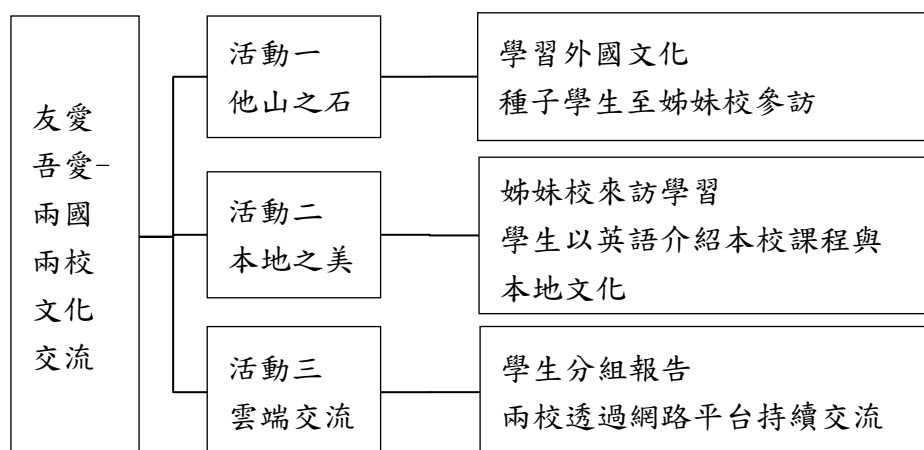 友愛
吾愛-
兩國
兩校
文化
交流
活動一
他山之石
學習外國文化
種子學生至姊妹校參訪
活動二
本地之美
姊妹校來訪學習
學生以英語介紹本校課程與
本地文化
活動三
雲端交流
學生分組報告
兩校透過網路平台持續交流